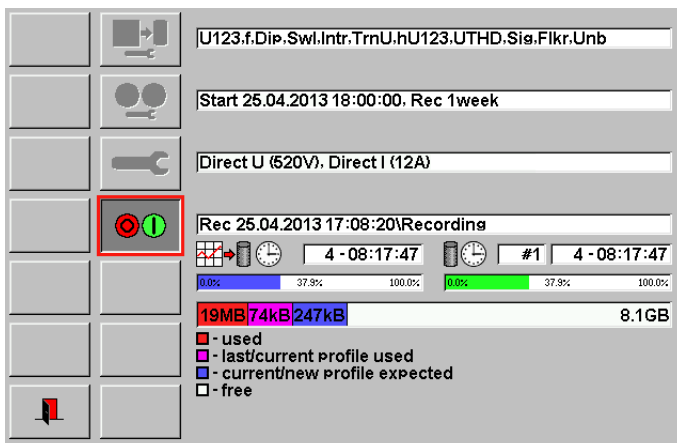 U123,f,Dip,Swl,Intr,TrnU,hU123,UTHD,Sig,Flkr,Unb
Start 25.04.2013 18:00:00, Rec 1week
Direct U (520V), Direct I (12A)
Rec 25.04.2013 17:08:20\Recording
4 - 08:17:47 #1 4 - 08:17:47
0.0% 37.9% 100.0% 0.0% 37.9% 100.0%
19MB 74kB 247kB 8.1GB
- used
- last/current profile used
- current/new profile expected
- free